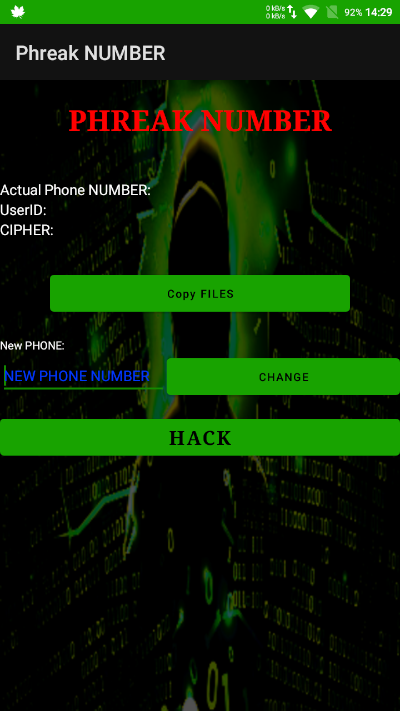 0 kB/s
0 kB/s
92% 14:29
Phreak NUMBER
PHREAK NUMBER
Actual Phone NUMBER:
UserID:
CIPHER:
Copy FILES
New PHONE:
NEW PHONE NUMBER
CHANGE
HACK